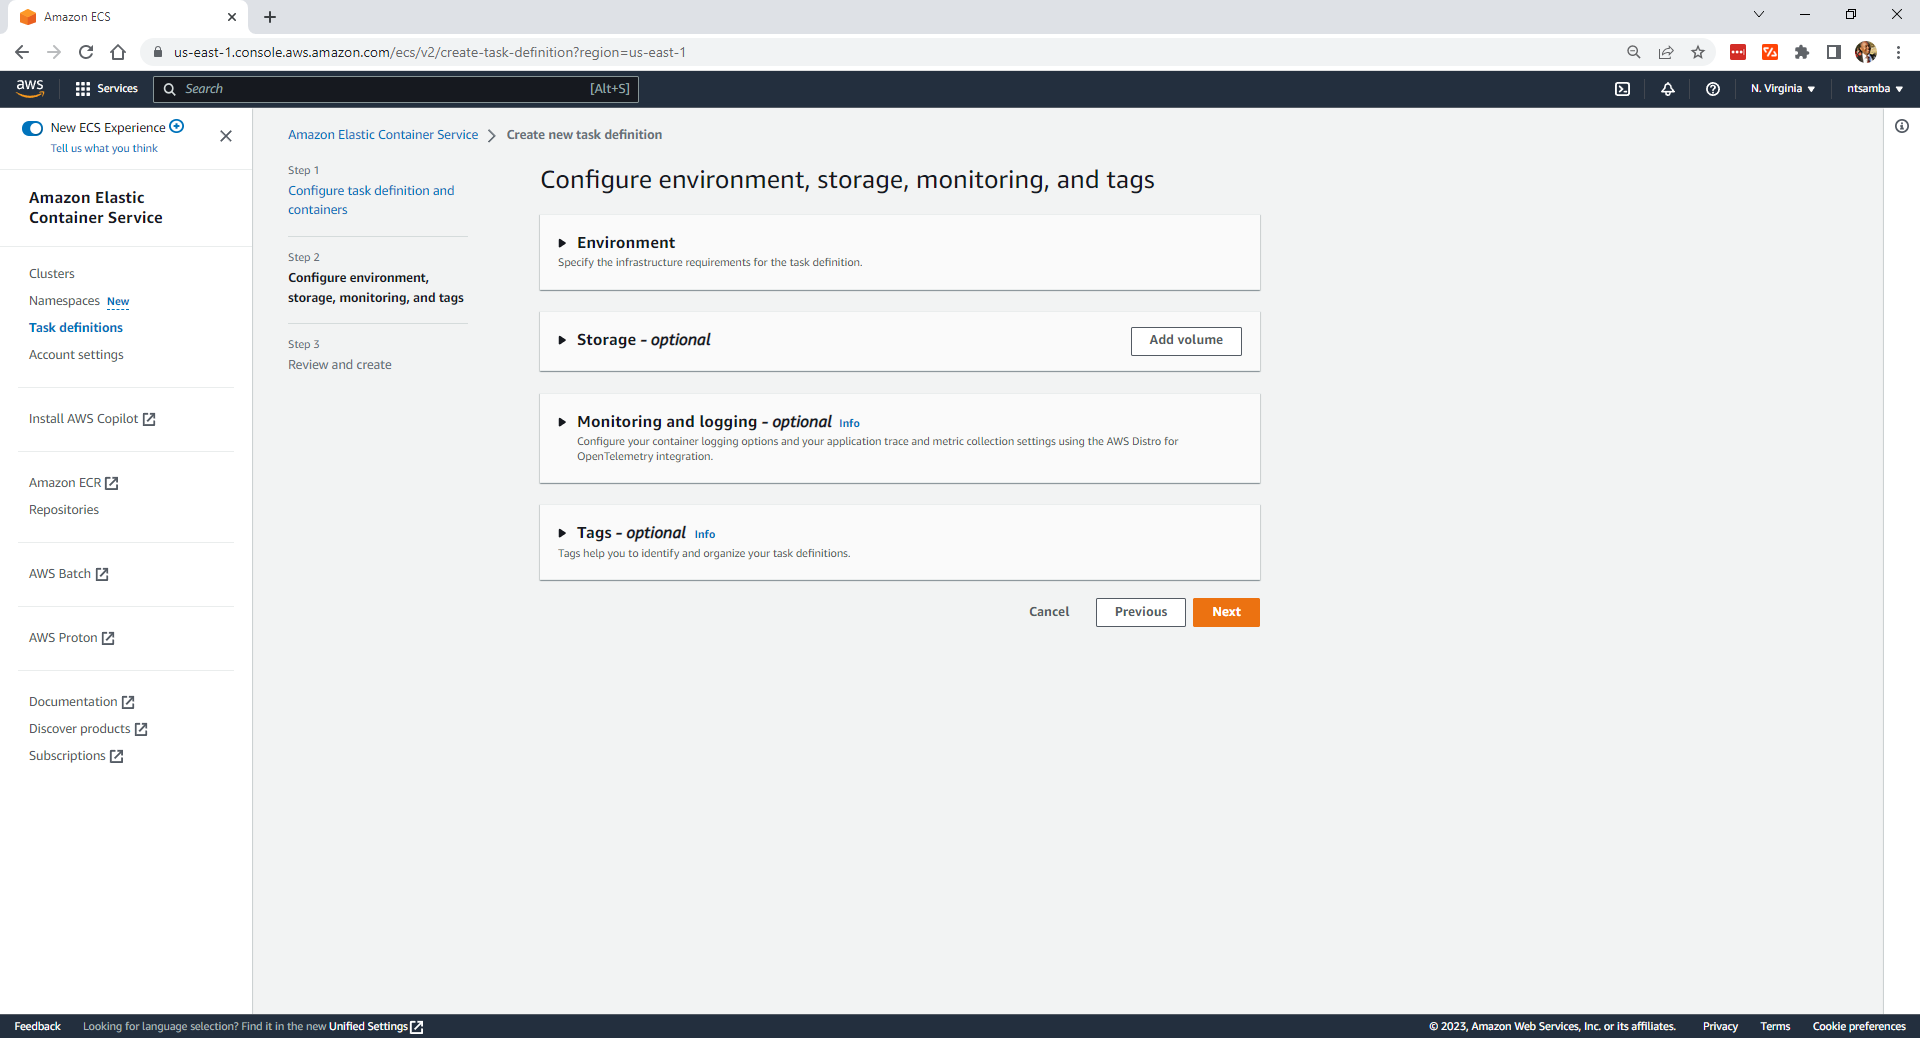 Amazon ECS
us-east-1.console.aws.amazon.com/ecs/v2/create-task-definition?region=us-east-1
aws
Services
Search
[Alt+S]
N. Virginia
ntsamba
New ECS Experience
Tell us what you think
Amazon Elastic
Container Service
Clusters
Namespaces New
Task definitions
Account settings
Install AWS Copilot
Amazon ECR
Repositories
AWS Batch
AWS Proton
Documentation
Discover products
Subscriptions
Amazon Elastic Container Service
Create new task definition
Step 1
Configure task definition and
containers
Step 2
Configure environment,
storage, monitoring, and tags
Step 3
Review and create
Configure environment, storage, monitoring, and tags
Environment
Specify the infrastructure requirements for the task definition.
Storage - optional
Add volume
Monitoring and logging - optional Info
Configure your container logging options and your application trace and metric collection settings using the AWS Distro for
OpenTelemetry integration.
Tags - optional Info
Tags help you to identify and organize your task definitions.
Cancel
Previous
Next
Feedback
Looking for language selection? Find it in the new Unified Settings
© 2023, Amazon Web Services, Inc. or its affiliates.
Privacy
Terms
Cookie preferences